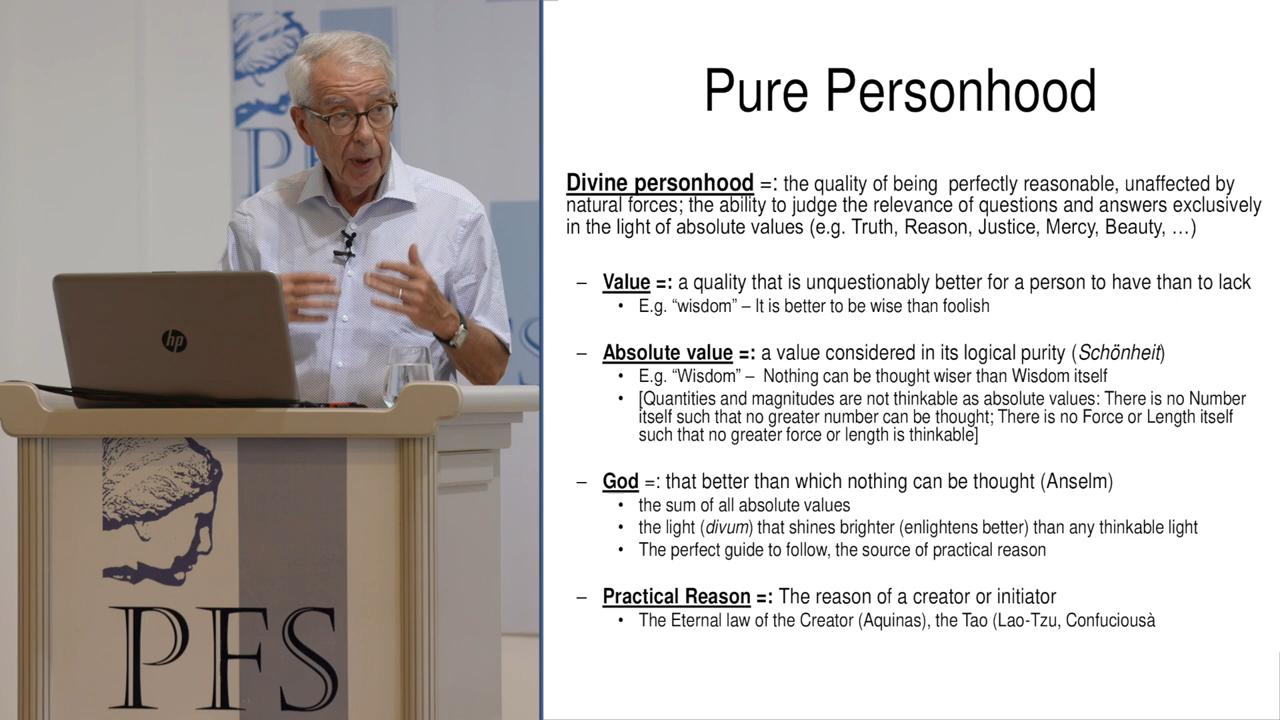 Pure Personhood
Divine personhood =: the quality of being perfectly reasonable, unaffected by
natural forces; the ability to judge the relevance of questions and answers exclusively
in the light of absolute values (e.g. Truth, Reason, Justice, Mercy, Beauty, …)
– Value =: a quality that is unquestionably better for a person to have than to lack
• E.g. “wisdom” – It is better to be wise than foolish
– Absolute value =: a value considered in its logical purity (Schönheit)
• E.g. “Wisdom” – Nothing can be thought wiser than Wisdom itself
• [Quantities and magnitudes are not thinkable as absolute values: There is no Number
itself such that no greater number can be thought; There is no Force or Length itself
such that no greater force or length is thinkable]
– God =: that better than which nothing can be thought (Anselm)
• the sum of all absolute values
• the light (divum) that shines brighter (enlightens better) than any thinkable light
• The perfect guide to follow, the source of practical reason
– Practical Reason =: The reason of a creator or initiator
• The Eternal law of the Creator (Aquinas), the Tao (Lao-Tzu, Confuciousà
hp
PFS